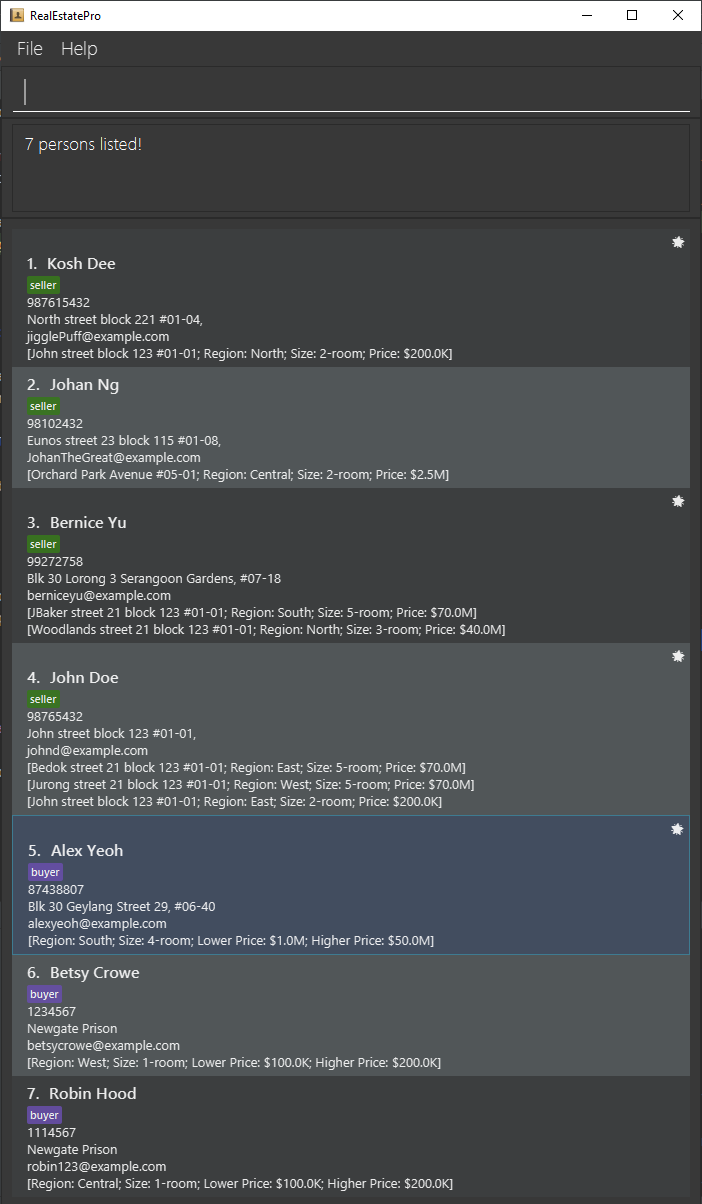 RealEstatePro
File Help
7 persons listed!
1. Kosh Dee
seller
987615432
North street block 221 #01-04,
jigglePuff@example.com
[John street block 123 #01-01; Region: North; Size: 2-room; Price: $200.0K]
2. Johan Ng
seller
98102432
Eunos street 23 block 115 #01-08,
JohanTheGreat@example.com
[Orchard Park Avenue #05-01; Region: Central; Size: 2-room; Price: $2.5M]
3. Bernice Yu
seller
99272758
Blk 30 Lorong 3 Serangoon Gardens, #07-18
berniceyu@example.com
[JBaker street 21 block 123 #01-01; Region: South; Size: 5-room; Price: $70.0M]
[Woodlands street 21 block 123 #01-01; Region: North; Size: 3-room; Price: $40.0M]
4. John Doe
seller
98765432
John street block 123 #01-01,
johnd@example.com
[Bedok street 21 block 123 #01-01; Region: East; Size: 5-room; Price: $70.0M]
[Jurong street 21 block 123 #01-01; Region: West; Size: 5-room; Price: $70.0M]
[John street block 123 #01-01; Region: East; Size: 2-room; Price: $200.0K]
5. Alex Yeoh
buyer
87438807
Blk 30 Geylang Street 29, #06-40
alexyeoh@example.com
[Region: South; Size: 4-room; Lower Price: $1.0M; Higher Price: $50.0M]
6. Betsy Crowe
buyer
1234567
Newgate Prison
betsycrowe@example.com
[Region: West; Size: 1-room; Lower Price: $100.0K; Higher Price: $200.0K]
7. Robin Hood
buyer
1114567
Newgate Prison
robin123@example.com
[Region: Central; Size: 1-room; Lower Price: $100.0K; Higher Price: $200.0K]